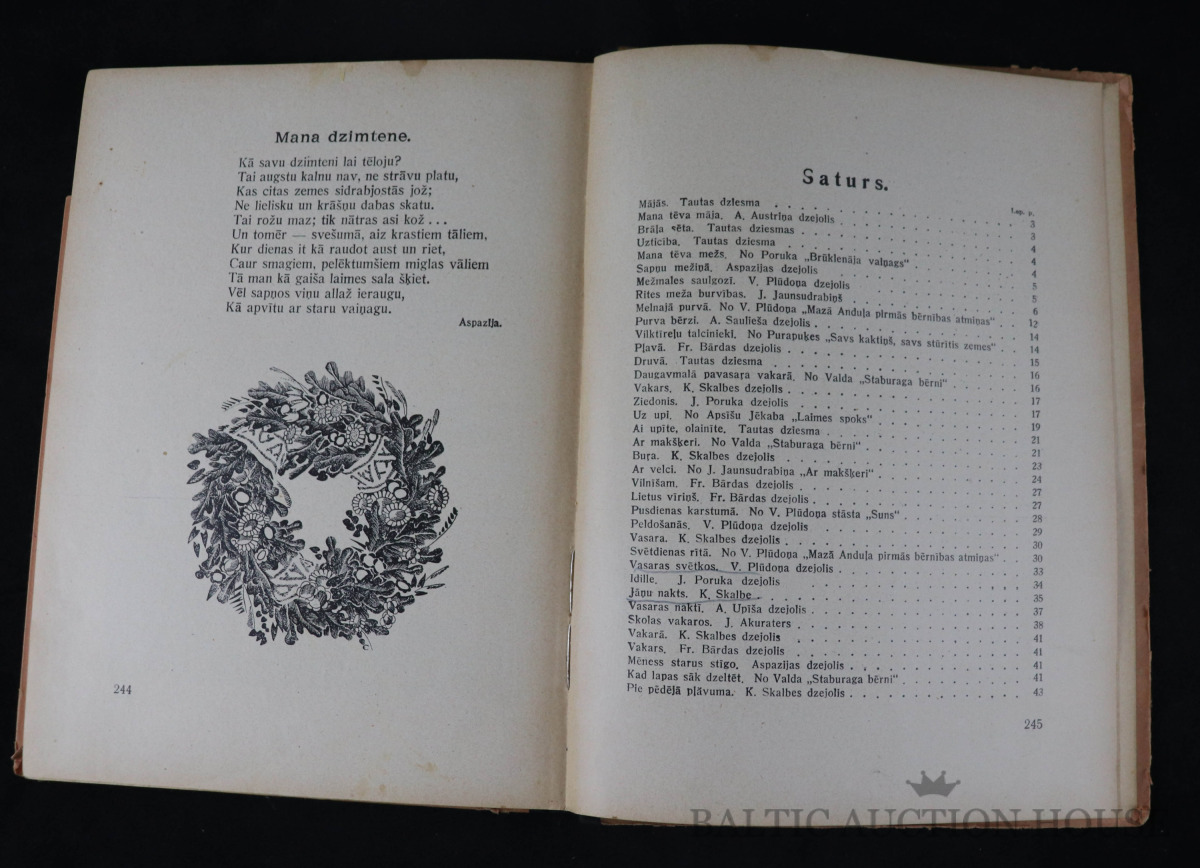 Mana dzimtene.
Kā savu dzimteni lai tēloju?
Tai augstu kalnu nav, ne strāvu platu,
Kas citas zemes sidrabjostās jož;
Ne lielisku un krāšņu dabas skatu.
Tai rožu maz; tik nātras asi kož . . .
Un tomēr — svešumā, aiz krastiem tāliem,
Kur dienas it kā raudot aust un riet,
Caur smagiem, pelēktumšiem miglas vāliem
Tā man kā gaiša laimes sala šķiet.
Vēl sapņos viņu allaž ieraugu,
Kā apvītu ar staru vaiņagu.
Aspazija.
244
Saturs.
Lap. p.
Mājās. Tautas dziesma . . . 3
Mana tēva māja. A. Austriņa dzejolis . . . 3
Brāļa sēta. Tautas dziesmas . . . 4
Uzticība. Tautas dziesma . . . 4
Mana tēva mežs. No Poruka „Brūklenāja vaiņags" . . . 4
Sapņu mežiņā. Aspazijas dzejolis . . . 5
Mežmales saulgozī. V. Plūdoņa dzejolis . . . 5
Rītes meža burvības. J. Jaunsudrabiņš . . . 6
Melnajā purvā. No V. Plūdoņa „Mazā Anduļa pirmās bērnības atmiņas" . 12
Purva bērzi. A. Saulieša dzejolis . . . 14
Vilktireļu talcinieki. No Purapuķes „Savs kaktiņš, savs stūrītis zemes" . . 14
Pļavā. Fr. Bārdas dzejolis . . . 15
Druvā. Tautas dziesma . . . 16
Daugavmalā pavasaŗa vakarā. No Valda „Staburaga bērni" . . . 16
Vakars. K. Skalbes dzejolis . . . 17
Ziedonis. J. Poruka dzejolis . . . 17
Uz upi. No Apsīšu Jēkaba „Laimes spoks" . . . 19
Ai upīte, olainīte. Tautas dziesma . . . 21
Ar makšķeri. No Valda „Staburaga bērni" . . . 21
Buŗa. K. Skalbes dzejolis . . . 23
Ar velci. No J. Jaunsudrabiņa „Ar makšķeri" . . . 24
Vilnīšam. Fr. Bārdas dzejolis . . . 27
Lietus vīriņš. Fr. Bārdas dzejolis . . . 27
Pusdienas karstumā. No V. Plūdoņa stāsta „Suns" . . . 28
Peldošanās. V. Plūdoņa dzejolis . . . 29
Vasara. K. Skalbes dzejolis . . . 30
Svētdienas rītā. No V. Plūdoņa „Mazā Anduļa pirmās bērnības atmiņas" . . 30
Vasaras svētkos. V. Plūdoņa dzejolis . . . 33
Idille. J. Poruka dzejolis . . . 34
Jāņu nakts. K. Skalbe . . . 35
Vasaras naktī. A. Upīša dzejolis . . . 37
Skolas vakaros. J. Akuraters . . . 38
Vakarā. K. Skalbes dzejolis . . . 41
Vakars. Fr. Bārdas dzejolis . . . 41
Mēness starus stīgo. Aspazijas dzejolis . . . 41
Kad lapas sāk dzeltēt. No Valda „Staburaga bērni" . . . 41
Pie pēdējā pļāvuma. K. Skalbes dzejolis . . . 43
245
BALTIC AUCTION HOUS